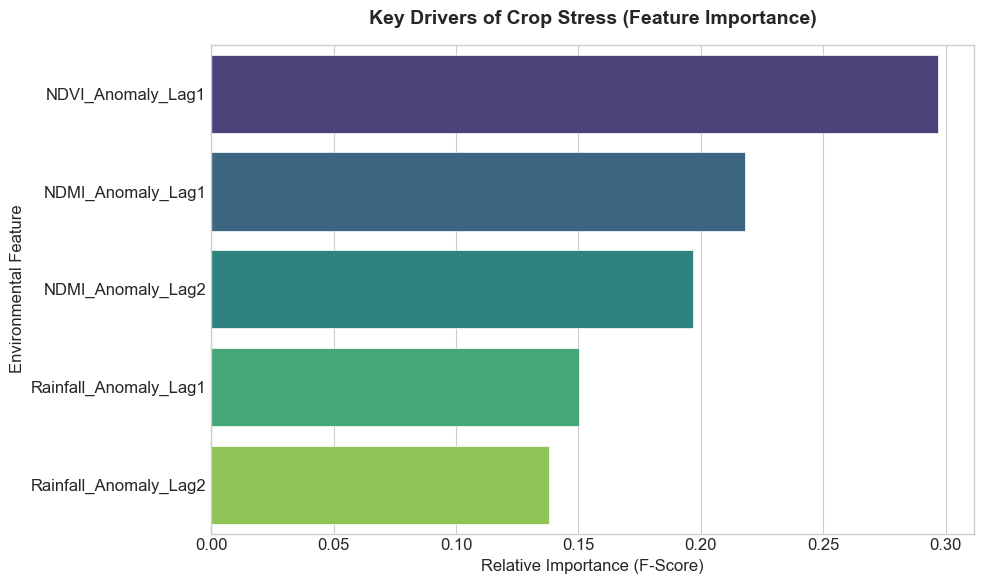 Key Drivers of Crop Stress (Feature Importance)
Environmental Feature
NDVI_Anomaly_Lag1
NDMI_Anomaly_Lag1
NDMI_Anomaly_Lag2
Rainfall_Anomaly_Lag1
Rainfall_Anomaly_Lag2
0.00 0.05 0.10 0.15 0.20 0.25 0.30
Relative Importance (F-Score)